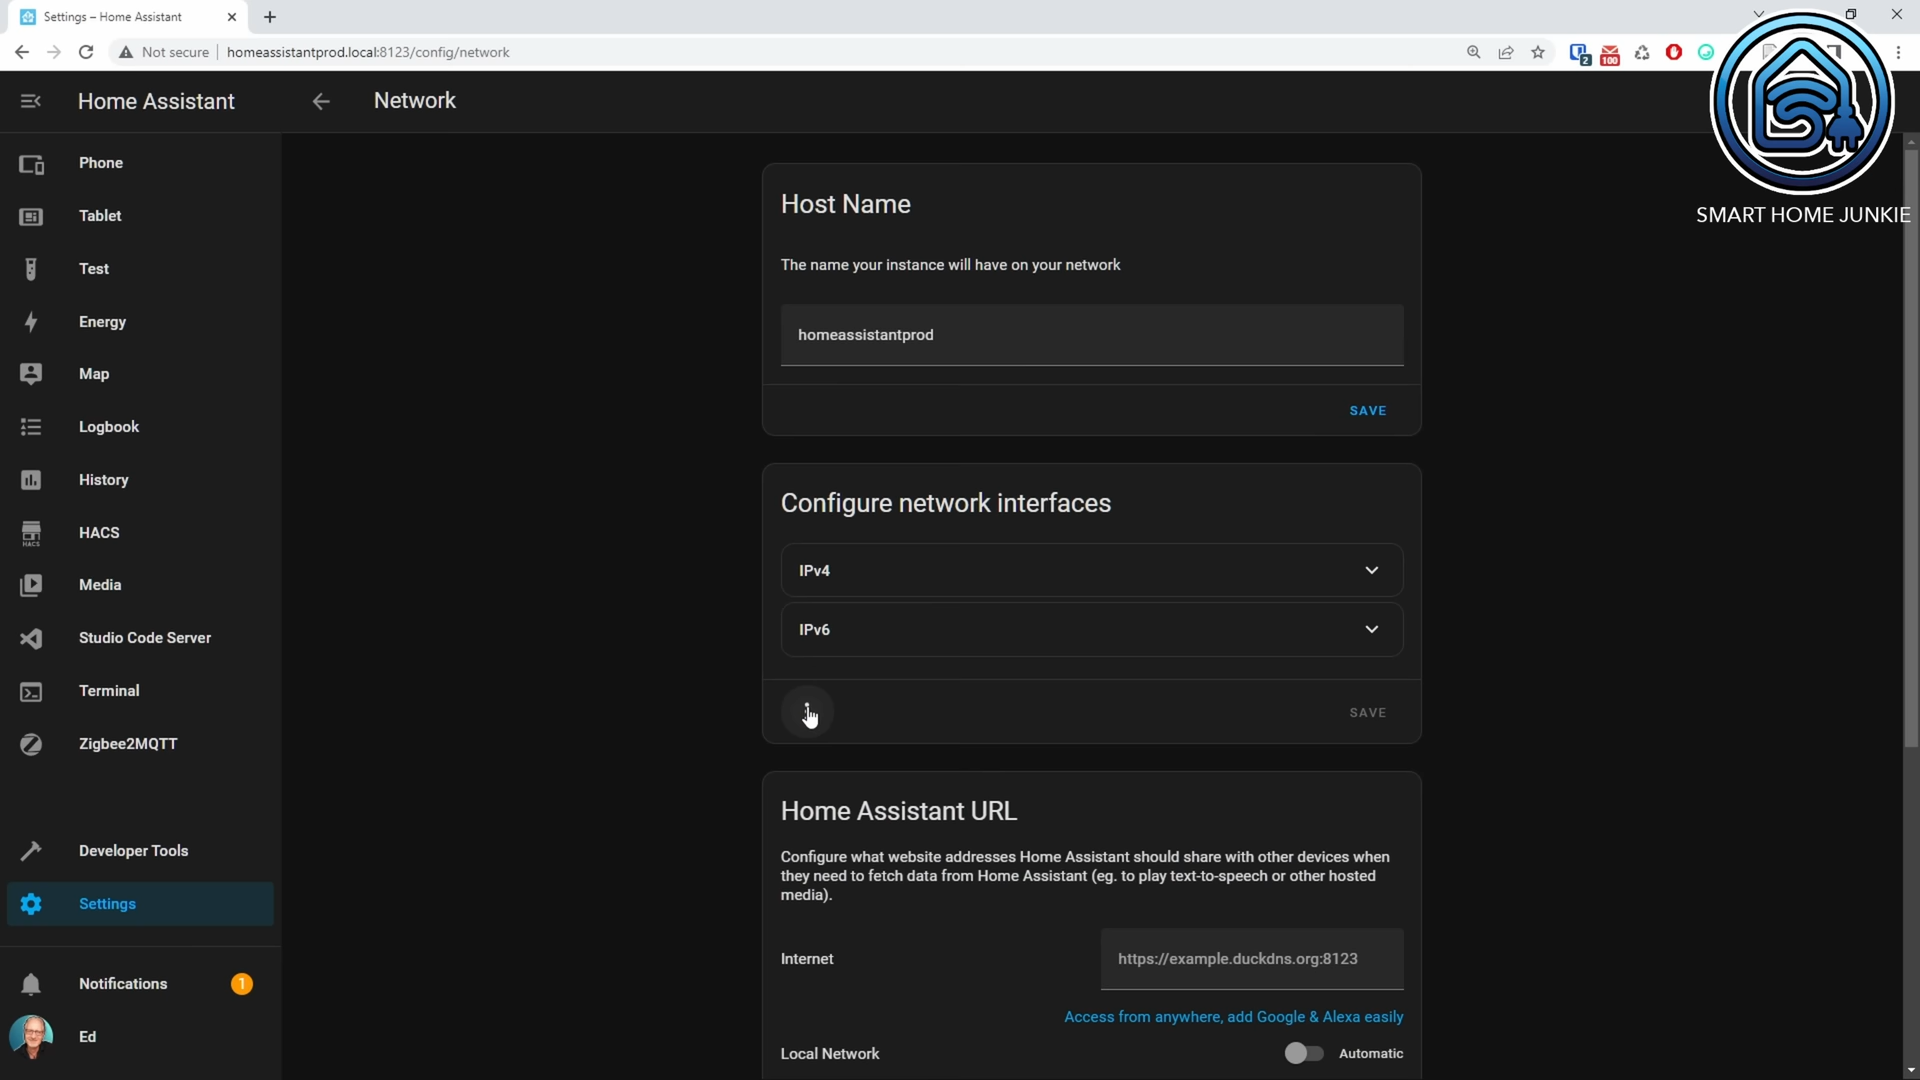 Settings – Home Assistant
Not secure
homeassistantprod.local:8123/config/network
2
100
Home Assistant
Network
SMART HOME JUNKIE
Phone
Tablet
Test
Energy
Map
Logbook
History
HACS
HACS
Media
Studio Code Server
Terminal
Zigbee2MQTT
Developer Tools
Settings
Notifications
1
Ed
Host Name
The name your instance will have on your network
homeassistantprod
SAVE
Configure network interfaces
IPv4
IPv6
SAVE
Home Assistant URL
Configure what website addresses Home Assistant should share with other devices when
they need to fetch data from Home Assistant (eg. to play text-to-speech or other hosted
media).
Internet
https://example.duckdns.org:8123
Access from anywhere, add Google & Alexa easily
Local Network
Automatic